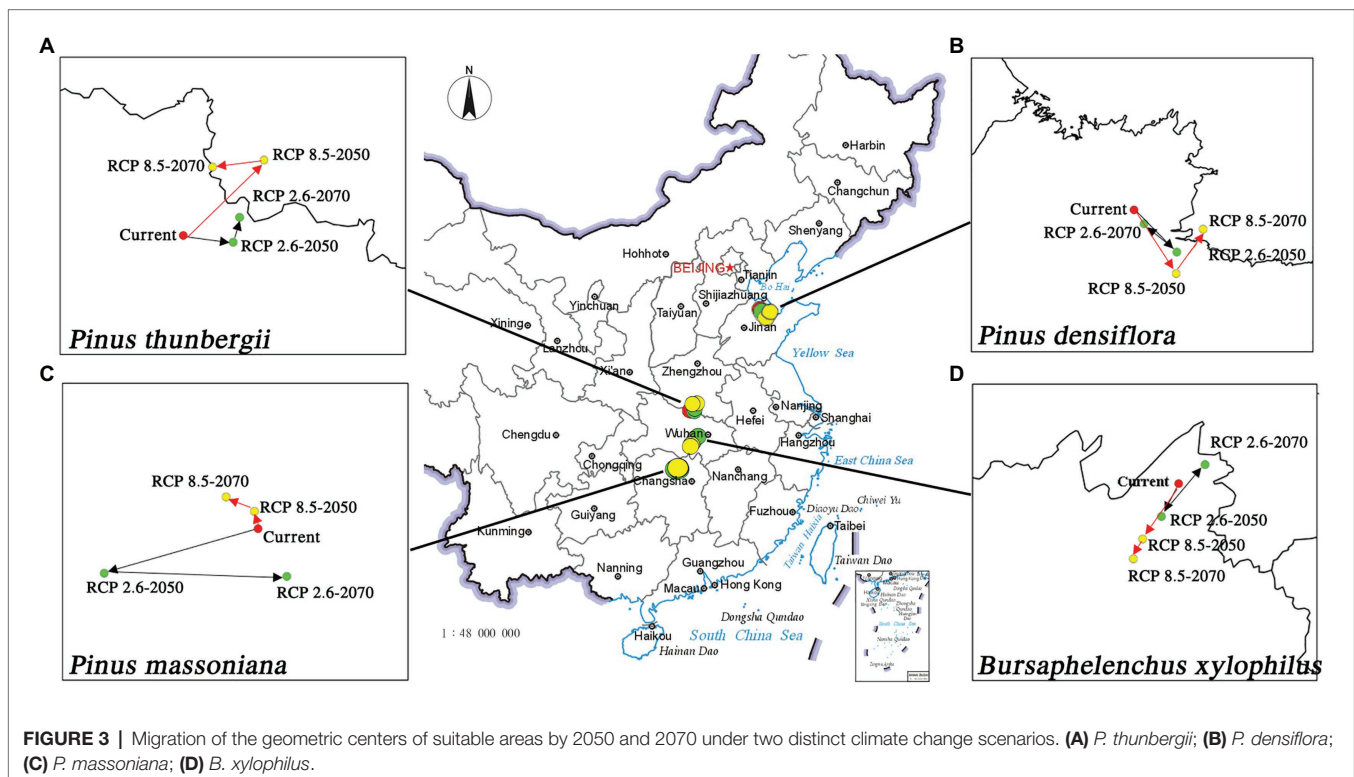 A
RCP 8.5-2050
RCP 8.5-2070
RCP 2.6-2070
Current
RCP 2.6-2050
Pinus thunbergii
B
Current
RCP 8.5-2070
RCP 2.6-2070
RCP 2.6-2050
RCP 8.5-2050
Pinus densiflora
C
RCP 8.5-2070
RCP 8.5-2050
Current
RCP 2.6-2050
RCP 2.6-2070
Pinus massoniana
D
RCP 2.6-2070
Current
RCP 2.6-2050
RCP 8.5-2050
RCP 8.5-2070
Bursaphelenchus xylophilus
N
Harbin
Changchun
Shenyang
Hohhot
BEIJING
Tianjin
Bo Hai
Yinchuan
Shijiazhuang
Taiyuan
Xining
Jinan
Lanzhou
Yellow Sea
Zhengzhou
Xi'an
Nanjing
Hefei
Shanghai
Chengdu
Wuhan
Hangzhou
Chongqing
East China Sea
Changsha
Nanchang
Guiyang
Fuzhou
Diaoyu Dao
Chiwei Yu
Kunming
Taibei
Taiwan Haixia
Taiwan Dao
Nanning
Guangzhou
Macau
Hong Kong
Dongsha Qundao
1 : 48 000 000
Haikou
South China Sea
Hainan Dao
FIGURE 3 | Migration of the geometric centers of suitable areas by 2050 and 2070 under two distinct climate change scenarios. (A) P. thunbergii; (B) P. densiflora;
(C) P. massoniana; (D) B. xylophilus.